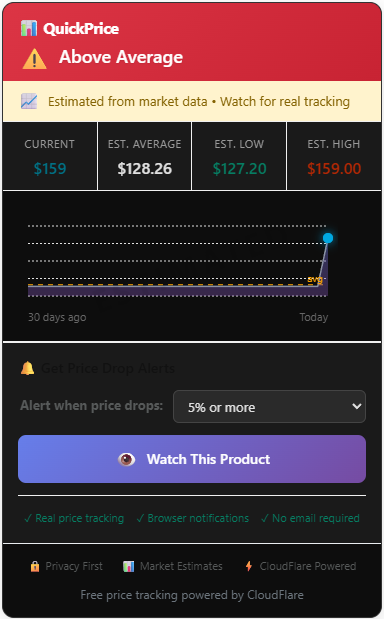 QuickPrice
Above Average
Estimated from market data • Watch for real tracking
CURRENT
$159
EST. AVERAGE
$128.26
EST. LOW
$127.20
EST. HIGH
$159.00
avg
30 days ago
Today
Get Price Drop Alerts
Alert when price drops:
5% or more
Watch This Product
✓ Real price tracking
✓ Browser notifications
✓ No email required
Privacy First
Market Estimates
CloudFlare Powered
Free price tracking powered by CloudFlare